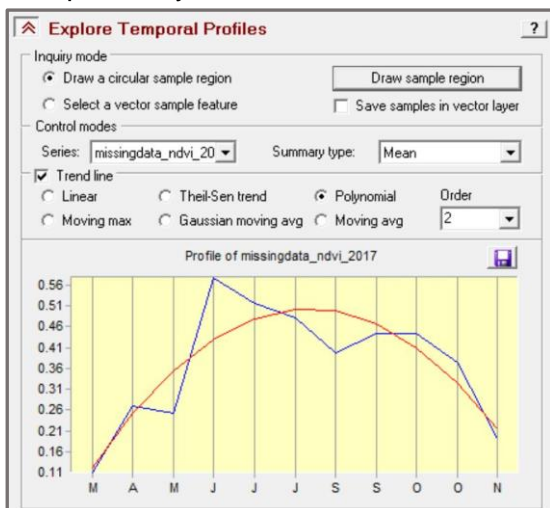 Explore Temporal Profiles ?
Inquiry mode
Draw a circular sample region Draw sample region
Select a vector sample feature Save samples in vector layer
Control modes
Series: missingdata_ndvi_20 Summary type: Mean
Trend line
Linear Theil-Sen trend Polynomial Order
Moving max Gaussian moving avg Moving avg 2
Profile of missingdata_ndvi_2017
0.56
0.51
0.46
0.41
0.36
0.31
0.26
0.21
0.16
0.11
M A M J J J S S O O N